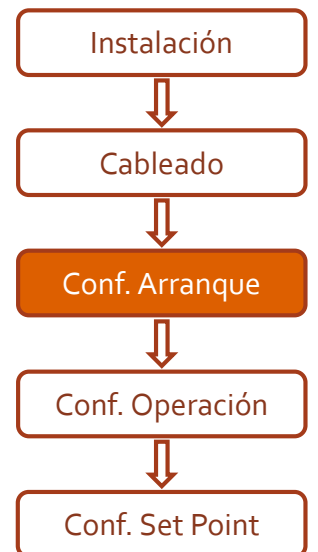 Instalación
Cableado
Conf. Arranque
Conf. Operación
Conf. Set Point